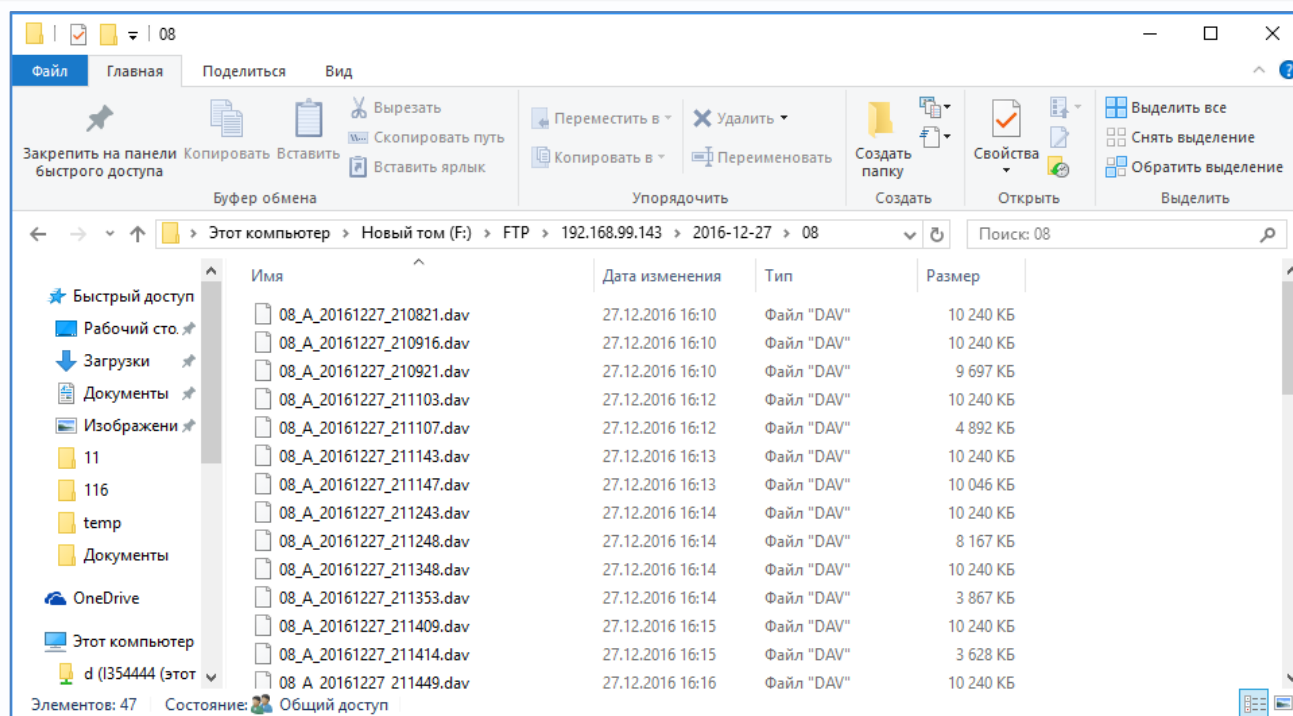 08
Файл Главная Поделиться Вид
Закрепить на панели быстрого доступа
Копировать
Вставить
Вырезать
Скопировать путь
Вставить ярлык
Буфер обмена
Переместить в
Копировать в
Удалить
Переименовать
Упорядочить
Создать папку
Создать
Свойства
Открыть
Выделить все
Снять выделение
Обратить выделение
Выделить
Этот компьютер > Новый том (F:) > FTP > 192.168.99.143 > 2016-12-27 > 08
Поиск: 08
Быстрый доступ
Рабочий сто.
Загрузки
Документы
Изображени
11
116
temp
Документы
OneDrive
Этот компьютер
d (I354444 (этот
Имя Дата изменения Тип Размер
08_A_20161227_210821.dav 27.12.2016 16:10 Файл "DAV" 10 240 КБ
08_A_20161227_210916.dav 27.12.2016 16:10 Файл "DAV" 10 240 КБ
08_A_20161227_210921.dav 27.12.2016 16:10 Файл "DAV" 9 697 КБ
08_A_20161227_211103.dav 27.12.2016 16:12 Файл "DAV" 10 240 КБ
08_A_20161227_211107.dav 27.12.2016 16:12 Файл "DAV" 4 892 КБ
08_A_20161227_211143.dav 27.12.2016 16:13 Файл "DAV" 10 240 КБ
08_A_20161227_211147.dav 27.12.2016 16:13 Файл "DAV" 10 046 КБ
08_A_20161227_211243.dav 27.12.2016 16:14 Файл "DAV" 10 240 КБ
08_A_20161227_211248.dav 27.12.2016 16:14 Файл "DAV" 8 167 КБ
08_A_20161227_211348.dav 27.12.2016 16:14 Файл "DAV" 10 240 КБ
08_A_20161227_211353.dav 27.12.2016 16:14 Файл "DAV" 3 867 КБ
08_A_20161227_211409.dav 27.12.2016 16:15 Файл "DAV" 10 240 КБ
08_A_20161227_211414.dav 27.12.2016 16:15 Файл "DAV" 3 628 КБ
08_A_20161227_211449.dav 27.12.2016 16:16 Файл "DAV" 10 240 КБ
Элементов: 47 Состояние: Общий доступ